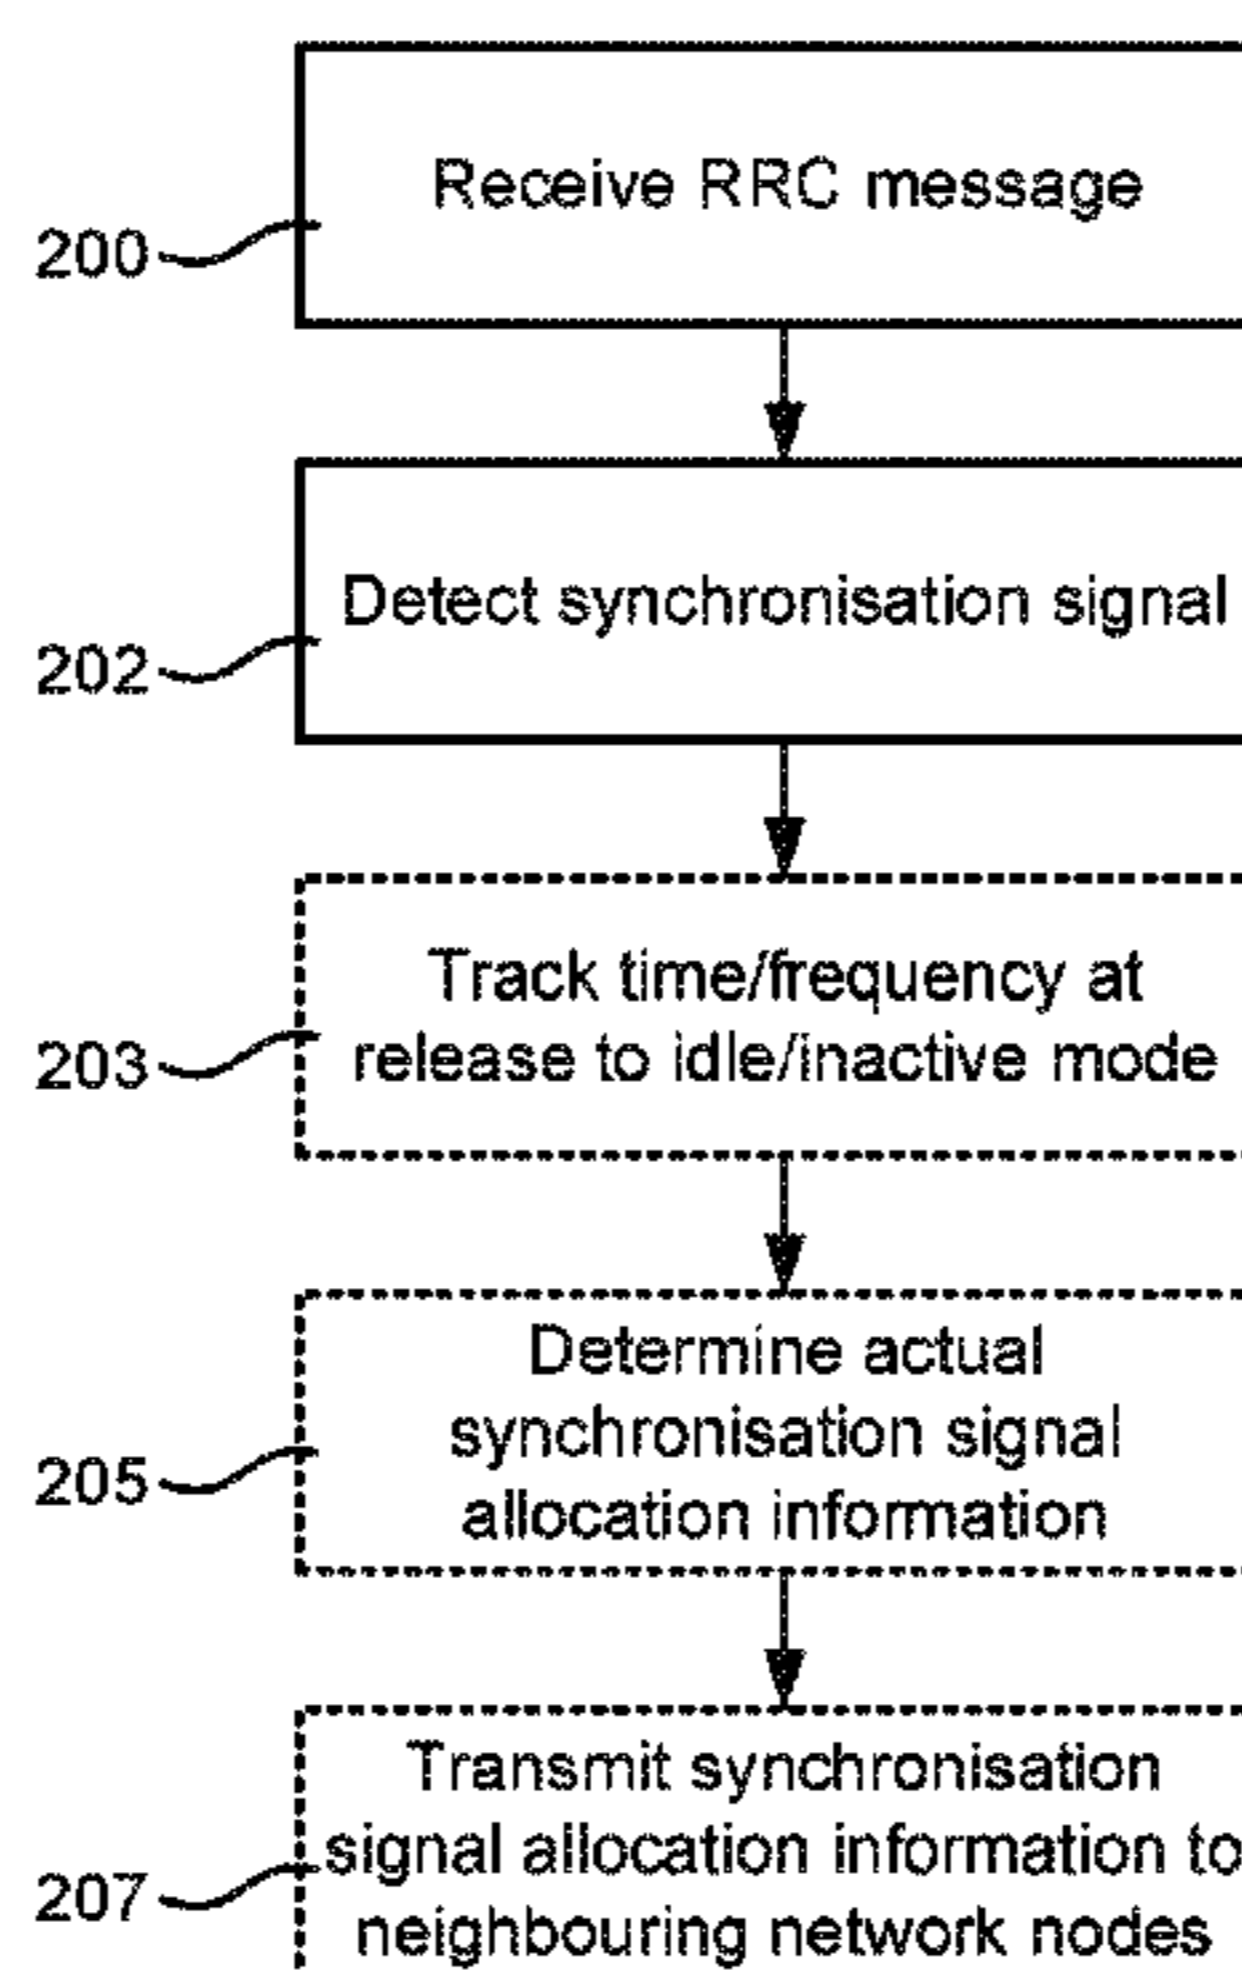 Receive RRC message
200
Detect synchronisation signal
202
Track time/frequency at
release to idle/inactive mode
203
Determine actual
synchronisation signal
allocation information
205
Transmit synchronisation
signal allocation information to
neighbouring network nodes
207